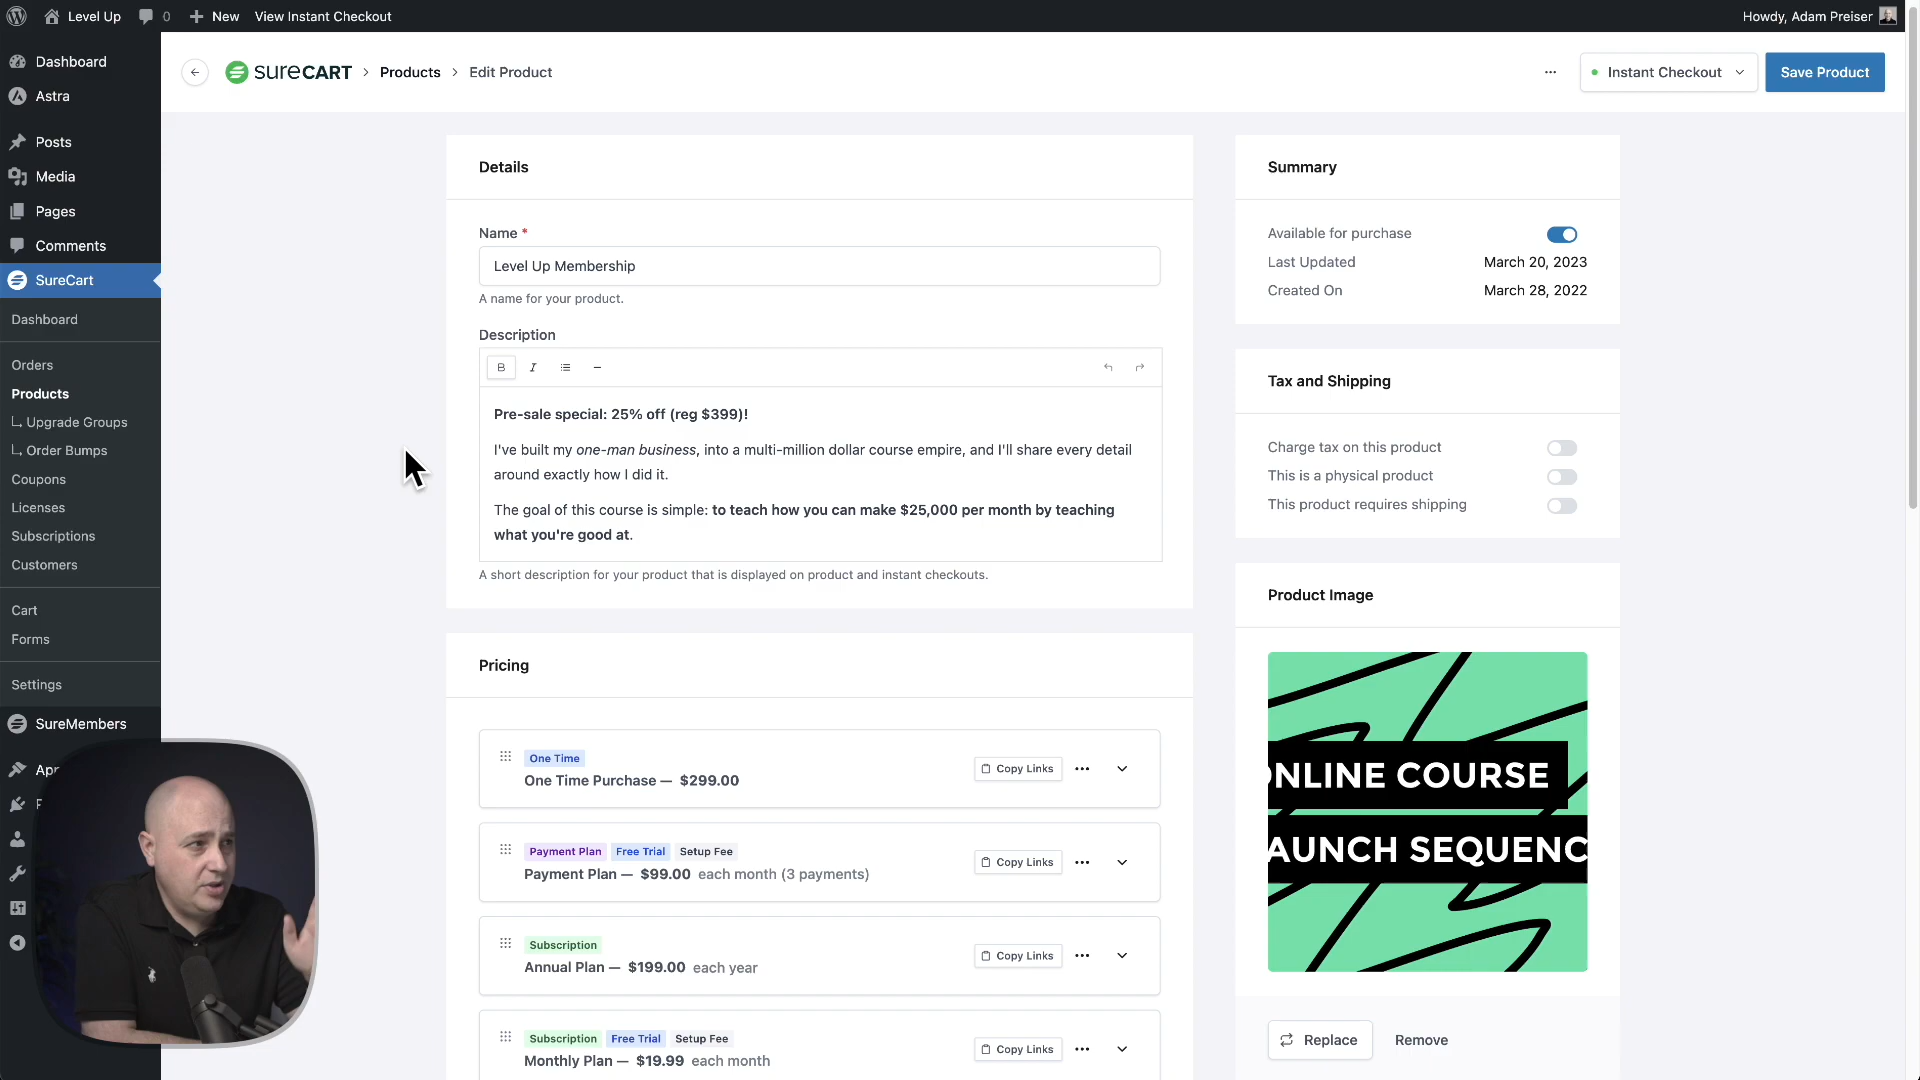 Level Up
0
New
View Instant Checkout
Howdy, Adam Preiser
Dashboard
Astra
Posts
Media
Pages
Comments
SureCart
Dashboard
Orders
Products
Upgrade Groups
Order Bumps
Coupons
Licenses
Subscriptions
Customers
Cart
Forms
Settings
SureMembers
SURECART
Products
Edit Product
Instant Checkout
Save Product
Details
Name *
Level Up Membership
A name for your product.
Description
B
I
Pre-sale special: 25% off (reg $399)!
I've built my one-man business, into a multi-million dollar course empire, and I'll share every detail
around exactly how I did it.
The goal of this course is simple: to teach how you can make $25,000 per month by teaching
what you're good at.
A short description for your product that is displayed on product and instant checkouts.
Pricing
One Time
One Time Purchase — $299.00
Copy Links
Payment Plan Free Trial Setup Fee
Payment Plan — $99.00 each month (3 payments)
Copy Links
Subscription
Annual Plan — $199.00 each year
Copy Links
Subscription Free Trial Setup Fee
Monthly Plan — $19.99 each month
Copy Links
Summary
Available for purchase
Last Updated March 20, 2023
Created On March 28, 2022
Tax and Shipping
Charge tax on this product
This is a physical product
This product requires shipping
Product Image
NLINE COURSE
AUNCH SEQUENC
Replace
Remove